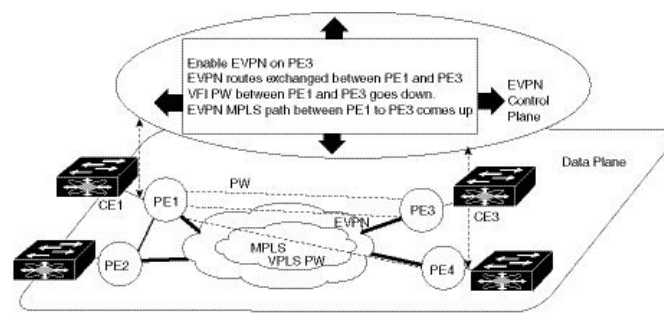 Enable EVPN on PE3
EVPN routes exchanged between PE1 and PE3
VFI PW between PE1 and PE3 goes down.
EVPN MPLS path between PE1 to PE3 comes up
EVPN
Control
Plane
Data Plane
PW
CE1
PE1
PE3
CE3
EVPN
MPLS
VPLS PW
PE2
PE4